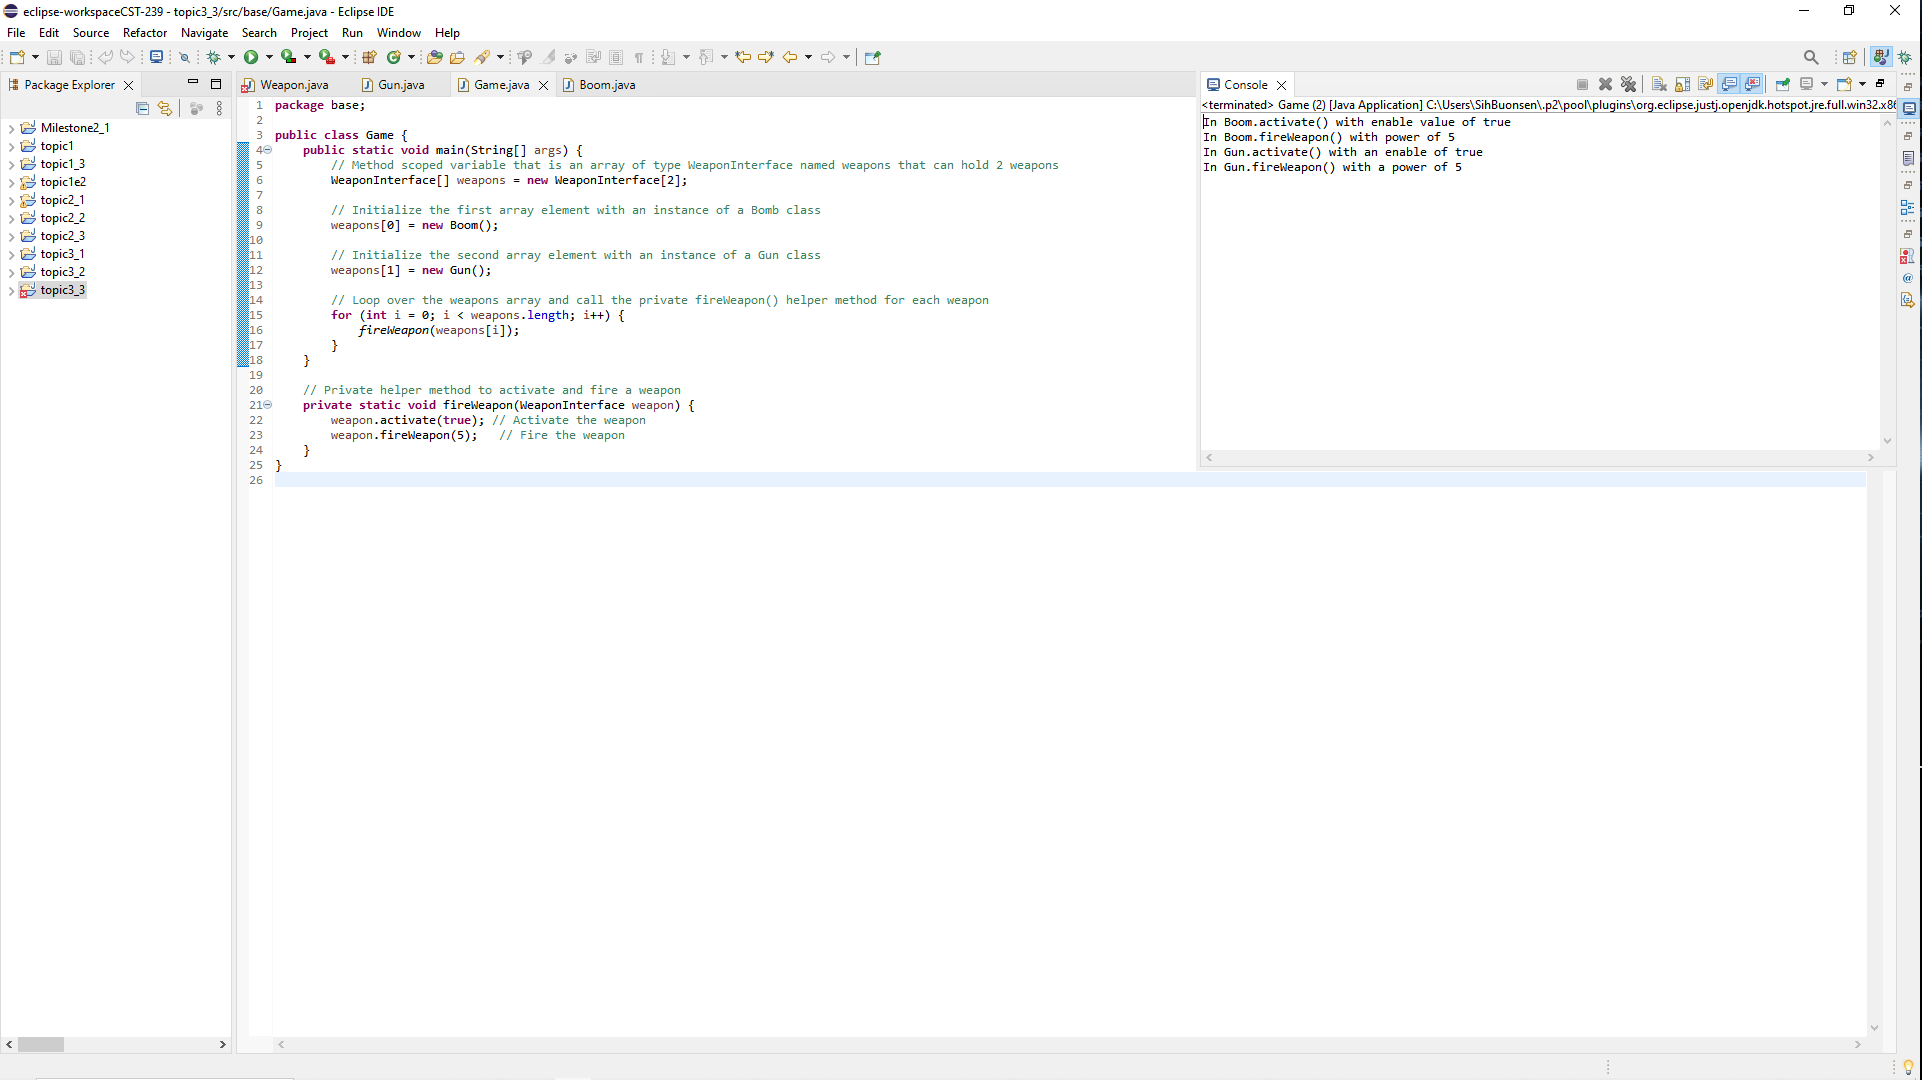 eclipse-workspaceCST-239 - topic3_3/src/base/Game.java - Eclipse IDE
File Edit Source Refactor Navigate Search Project Run Window Help
Package Explorer
Milestone2_1
topic1
topic1_3
topic1e2
topic2_1
topic2_2
topic2_3
topic3_1
topic3_2
topic3_3
Weapon.java Gun.java Game.java Boom.java
1 package base;
2
3 public class Game {
4 public static void main(String[] args) {
5 // Method scoped variable that is an array of type WeaponInterface named weapons that can hold 2 weapons
6 WeaponInterface[] weapons = new WeaponInterface[2];
7
8 // Initialize the first array element with an instance of a Bomb class
9 weapons[0] = new Boom();
10
11 // Initialize the second array element with an instance of a Gun class
12 weapons[1] = new Gun();
13
14 // Loop over the weapons array and call the private fireWeapon() helper method for each weapon
15 for (int i = 0; i < weapons.length; i++) {
16 fireWeapon(weapons[i]);
17 }
18 }
19
20 // Private helper method to activate and fire a weapon
21 private static void fireWeapon(WeaponInterface weapon) {
22 weapon.activate(true); // Activate the weapon
23 weapon.fireWeapon(5); // Fire the weapon
24 }
25 }
26
Console
<terminated> Game (2) [Java Application] C:\Users\SihBuonsen\.p2\pool\plugins\org.eclipse.justj.openjdk.hotspot.jre.full.win32.x86
In Boom.activate() with enable value of true
In Boom.fireWeapon() with power of 5
In Gun.activate() with an enable of true
In Gun.fireWeapon() with a power of 5